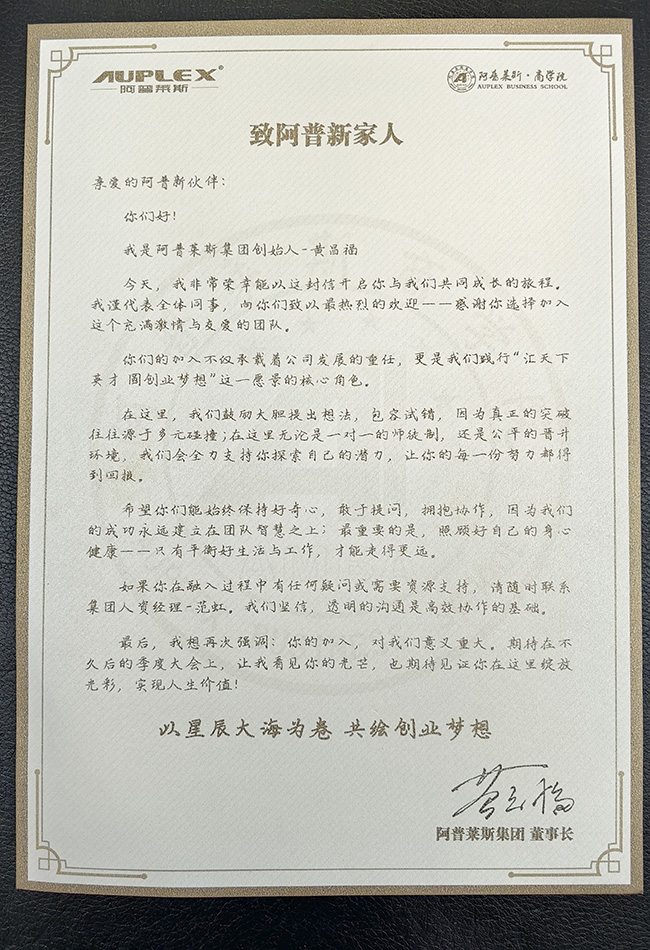 AUPLEX®
阿普莱斯
阿普莱斯·商学院
AUPLEX BUSINESS SCHOOL
致阿普新家人
亲爱的阿普新伙伴：
你们好！
我是阿普莱斯集团创始人-黄昌福
今天，我非常荣幸能以这封信开启你与我们共同成长的旅程。
我谨代表全体同事，向你们致以最热烈的欢迎——感谢你选择加入
这个充满激情与友爱的团队。
你们的加入不仅承载着公司发展的重任，更是我们践行“汇天下
英才 圆创业梦想”这一愿景的核心角色。
在这里，我们鼓励大胆提出想法，包容试错，因为真正的突破
往往源于多元碰撞；在这里无论是一对一的师徒制，还是公平的晋升
环境，我们会全力支持你探索自己的潜力，让你的每一份努力都得
到回报。
希望你们能始终保持好奇心，敢于提问，拥抱协作，因为我们
的成功永远建立在团队智慧之上；最重要的是，照顾好自己的身心
健康——只有平衡好生活与工作，才能走得更远。
如果你在融入过程中有任何疑问或需要资源支持，请随时联系
集团人资经理-范虹。我们坚信，透明的沟通是高效协作的基础。
最后，我想再次强调：你的加入，对我们意义重大。期待在不
久后的季度大会上，让我看见你的光芒，也期待见证你在这里绽放
光彩，实现人生价值！
以星辰大海为卷 共绘创业梦想
阿普莱斯集团 董事长